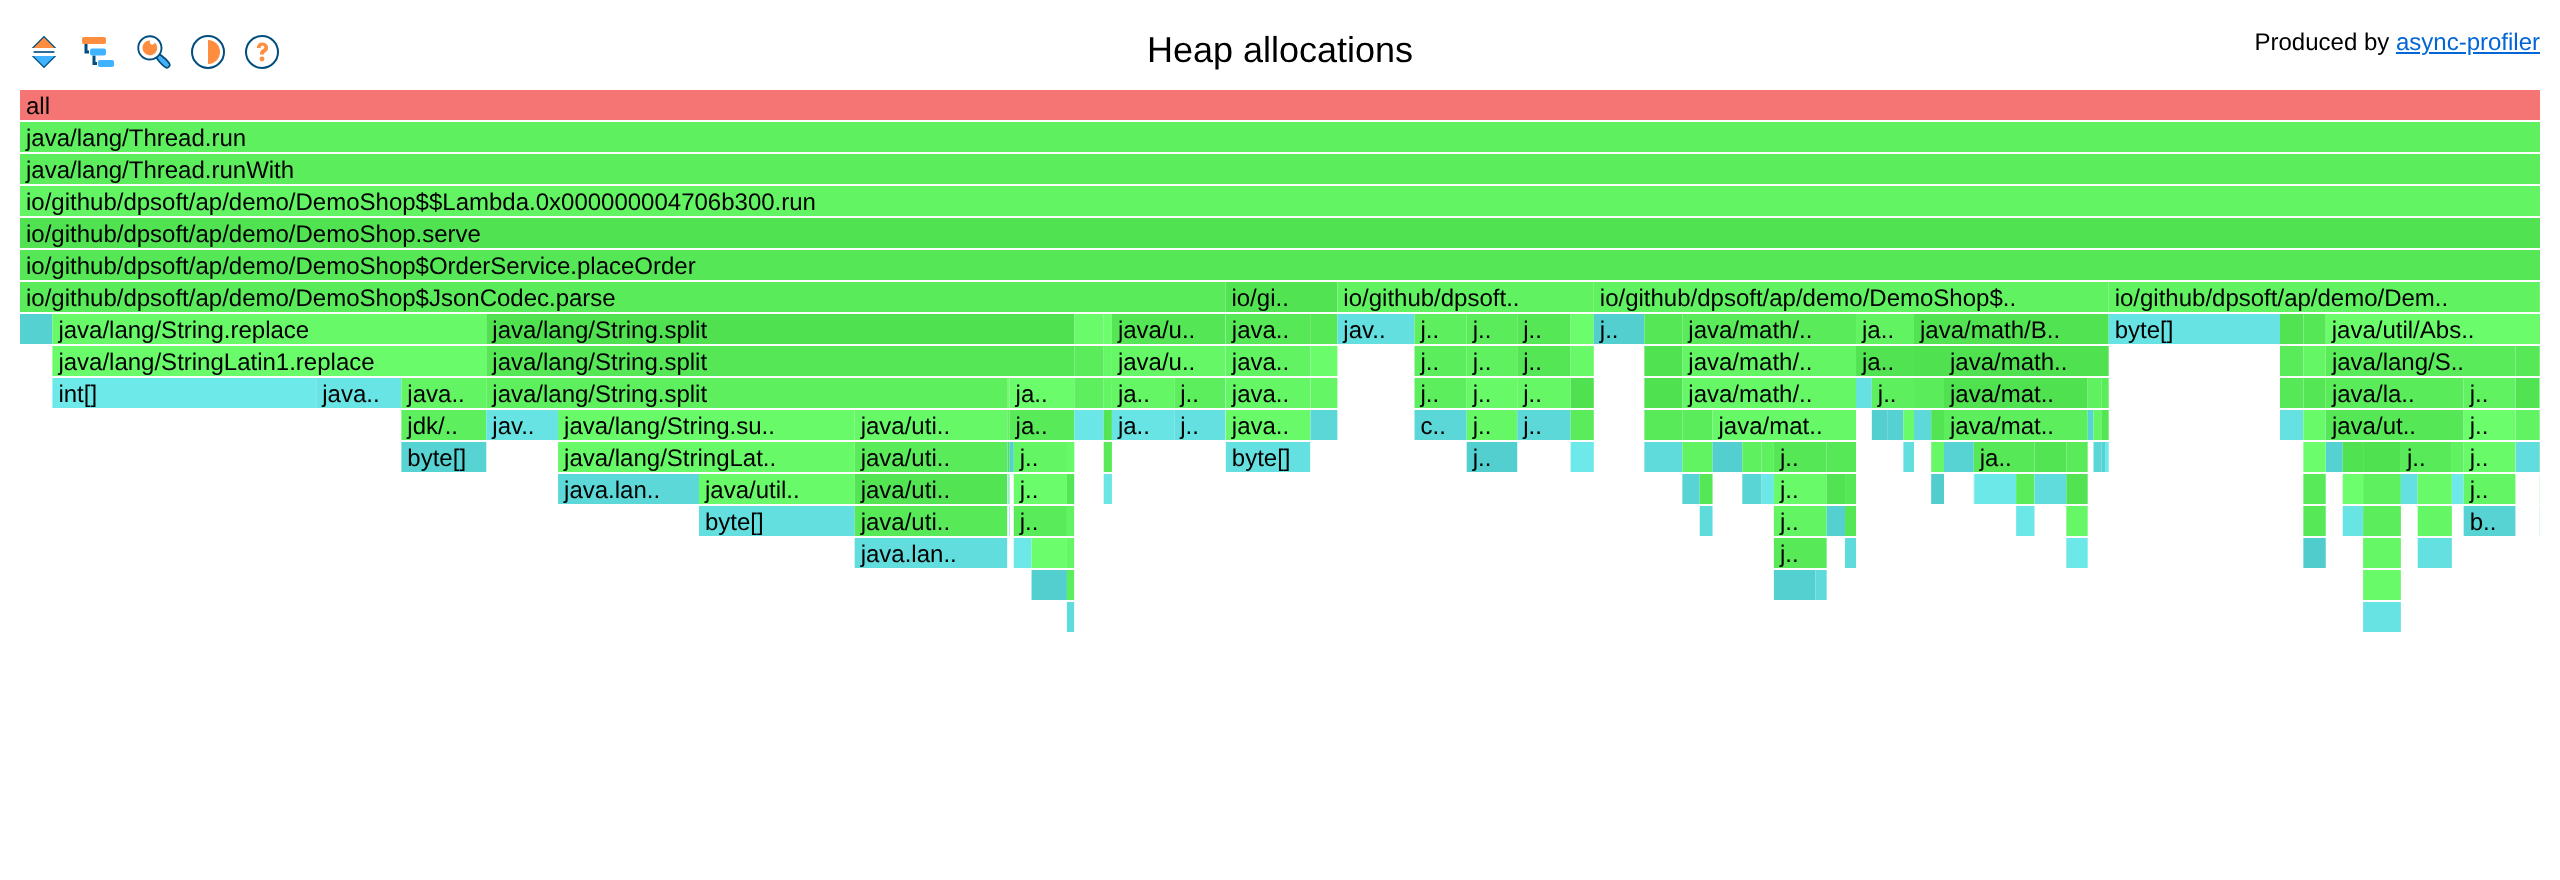 Heap allocations
Produced by async-profiler
all
java/lang/Thread.run
java/lang/Thread.runWith
io/github/dpsoft/ap/demo/DemoShop$$Lambda.0x000000004706b300.run
io/github/dpsoft/ap/demo/DemoShop.serve
io/github/dpsoft/ap/demo/DemoShop$OrderService.placeOrder
io/github/dpsoft/ap/demo/DemoShop$JsonCodec.parse io/gi.. io/github/dpsoft.. io/github/dpsoft/ap/demo/DemoShop$.. io/github/dpsoft/ap/demo/Dem..
java/lang/String.replace java/lang/String.split java/u.. java.. jav.. j.. j.. j.. j.. java/math/.. ja.. java/math/B.. byte[] java/util/Abs..
java/lang/StringLatin1.replace java/lang/String.split java/u.. java.. j.. j.. j.. java/math/.. ja.. java/math.. java/lang/S..
int[] java.. java.. java/lang/String.split ja.. ja.. j.. java.. j.. j.. j.. java/math/.. j.. java/mat.. java/la.. j..
jdk/.. jav.. java/lang/String.su.. java/uti.. ja.. ja.. j.. java.. c.. j.. j.. java/mat.. java/mat.. java/ut.. j..
byte[] java/lang/StringLat.. java/uti.. j.. byte[] j.. j.. ja.. j.. j..
java.lan.. java/util.. java/uti.. j.. j.. j..
byte[] java/uti.. j.. j.. b..
java.lan.. j..